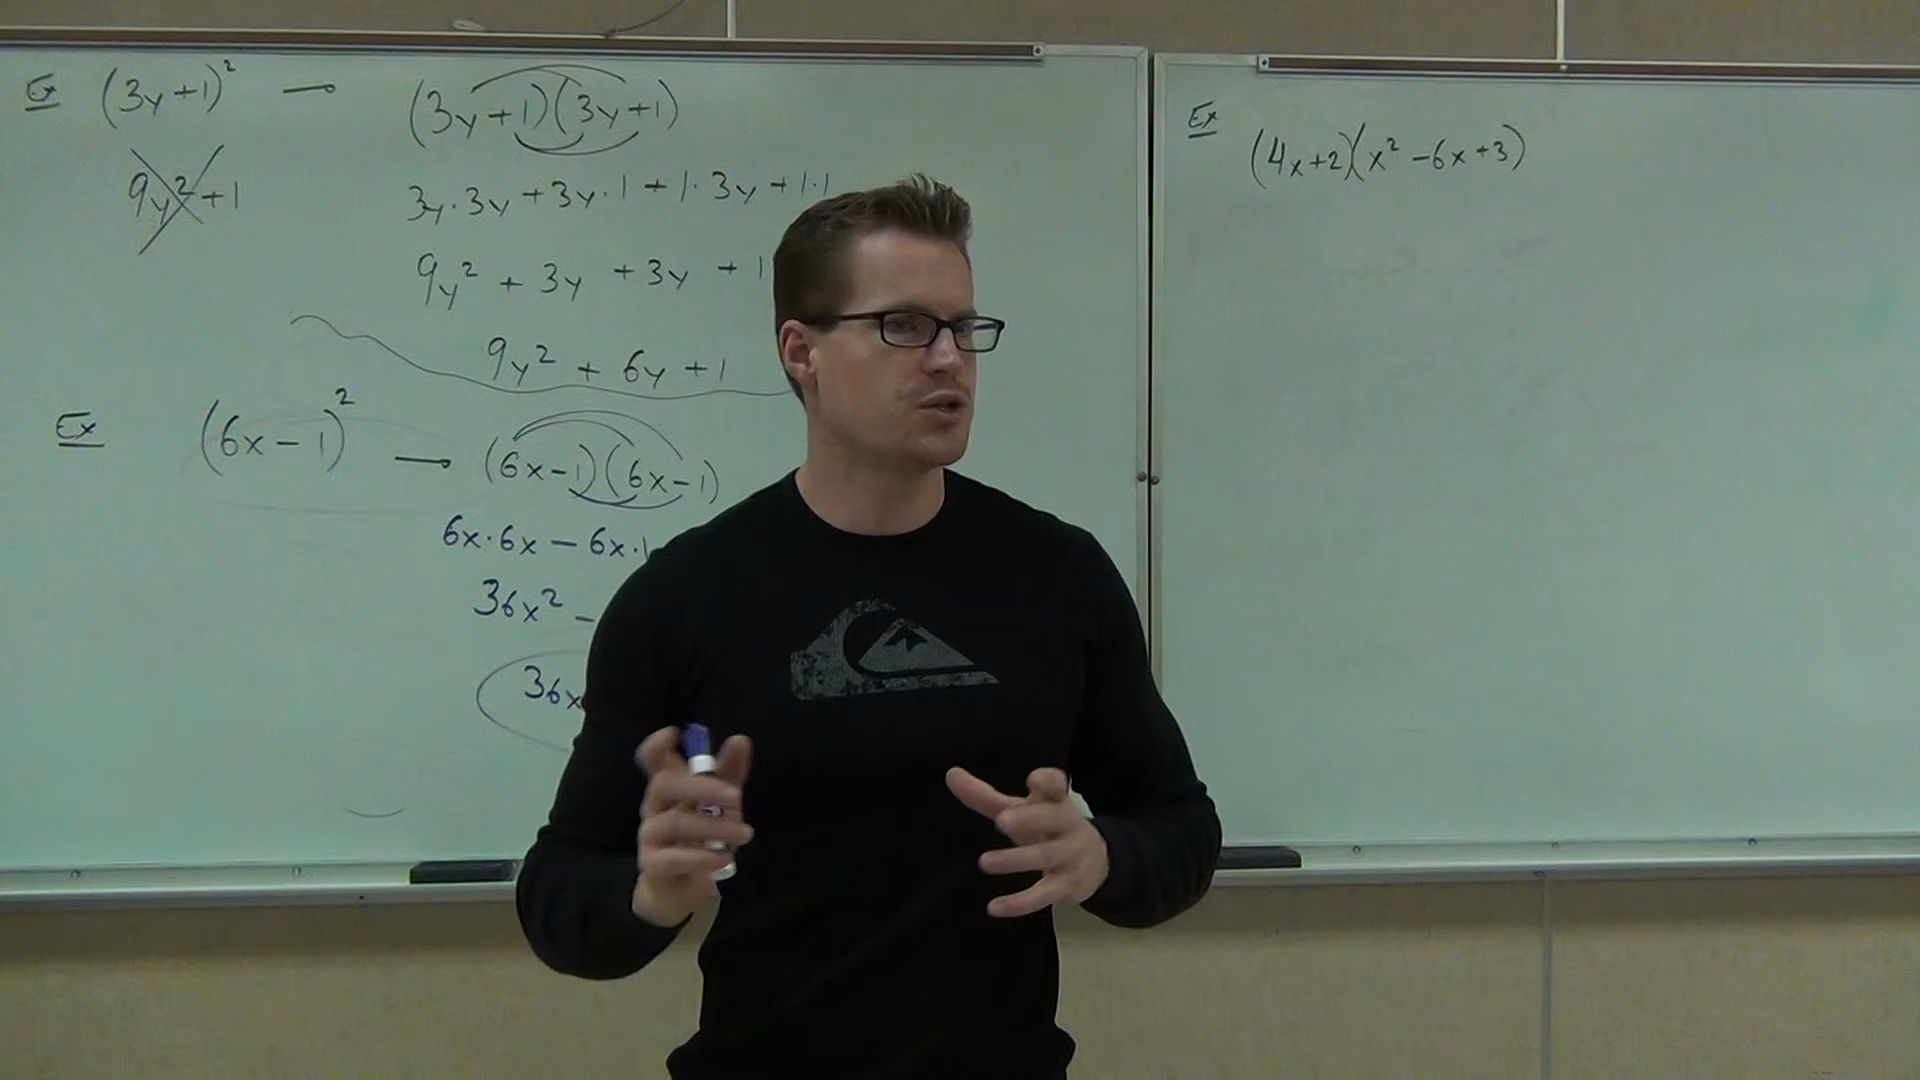 Ex (3y+1)² — (3y+1)(3y+1)
9y²+1
3y·3y+3y·1+1·3y+1·1
9y² + 3y + 3y + 1
9y² + 6y + 1
Ex (6x-1)² → (6x-1)(6x-1)
6x·6x - 6x·1
36x² -
36x
Ex
(4x+2)(x² -6x+3)